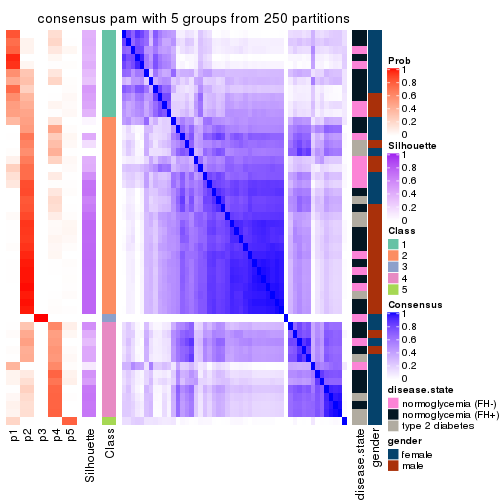 consensus pam with 5 groups from 250 partitions
Prob
1
0.8
0.6
0.4
0.2
0
Silhouette
1
0.8
0.6
0.4
0.2
0
Class
1
2
3
4
5
Consensus
1
0.8
0.6
0.4
0.2
0
disease.state
normoglycemia (FH-)
normoglycemia (FH+)
type 2 diabetes
gender
female
male
p1
p2
p3
p4
p5
Silhouette
Class
disease.state
gender